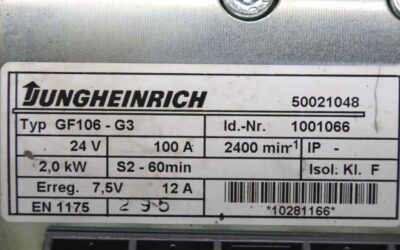 JUNGHEINRICH 50021048
Typ GF106 - G3 Id.-Nr. 1001066
24 V 100 A 2400 min-1 IP -
2,0 kW S2 - 60min Isol. Kl. F
Erreg. 7,5V 12 A
EN 1175 295 *10281166*